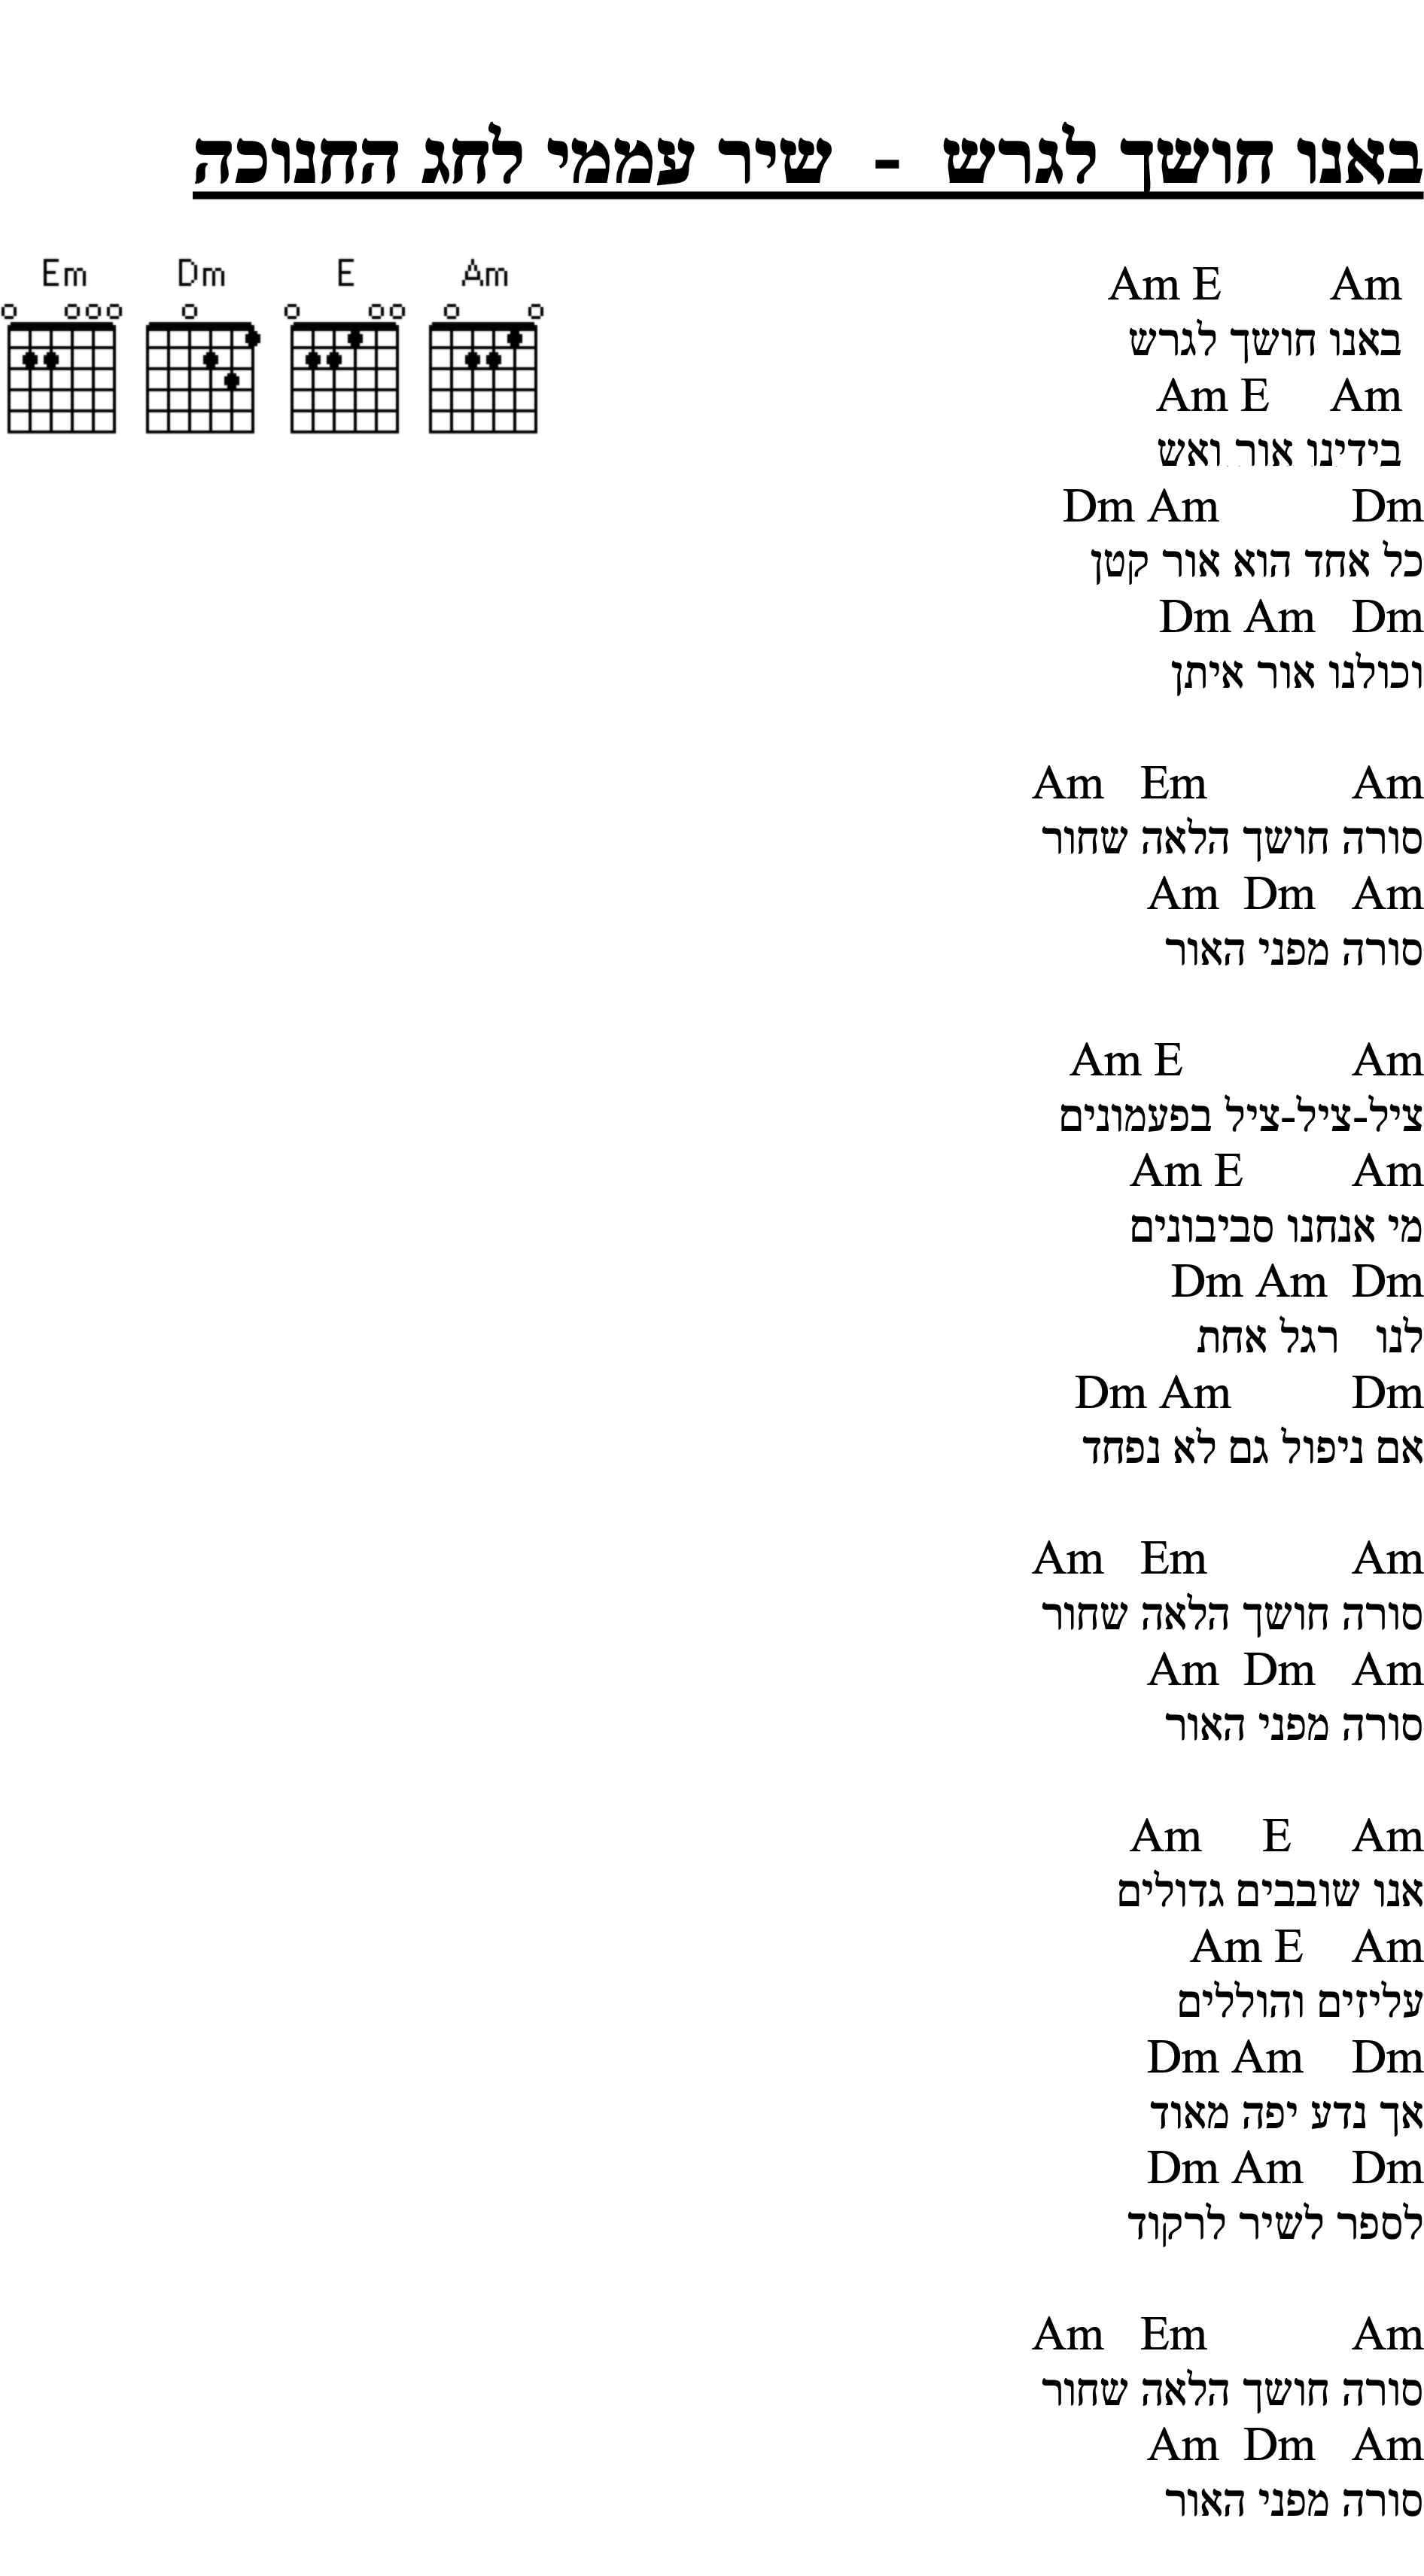 באנו חושך לגרש - שיר עממי לחג החנוכה
Em Dm E Am
Am E Am
באנו חושך לגרש
Am E Am
בידינו אור ואש
Dm Am Dm
כל אחד הוא אור קטן
Dm Am Dm
וכולנו אור איתן
Am Em Am
סורה חושך הלאה שחור
Am Dm Am
סורה מפני האור
Am E Am
ציל-ציל-ציל בפעמונים
Am E Am
מי אנחנו סביבונים
Dm Am Dm
לנו רגל אחת
Dm Am Dm
אם ניפול גם לא נפחד
Am Em Am
סורה חושך הלאה שחור
Am Dm Am
סורה מפני האור
Am E Am
אנו שובבים גדולים
Am E Am
עליזים והוללים
Dm Am Dm
אך נדע יפה מאוד
Dm Am Dm
לספר לשיר לרקוד
Am Em Am
סורה חושך הלאה שחור
Am Dm Am
סורה מפני האור